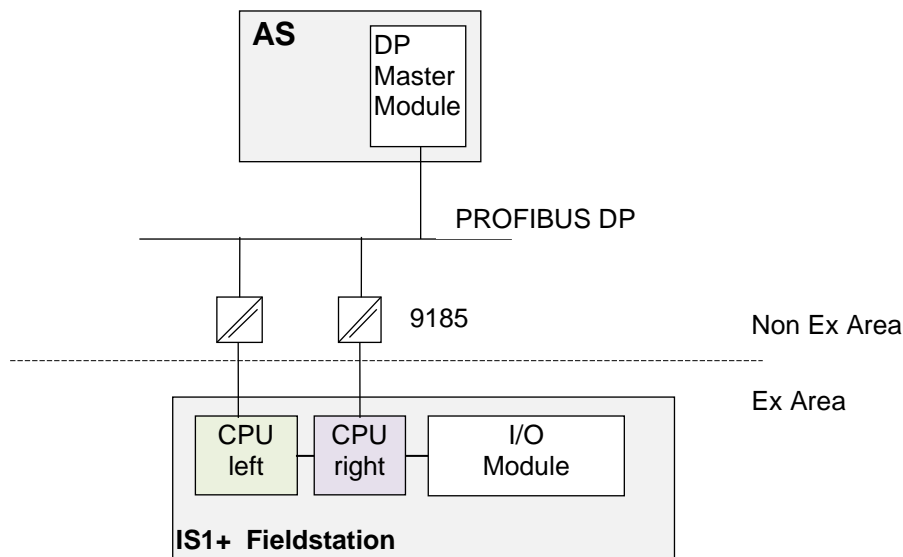 AS
DP
Master
Module
PROFIBUS DP
9185
Non Ex Area
Ex Area
CPU
left
CPU
right
I/O
Module
IS1+ Fieldstation